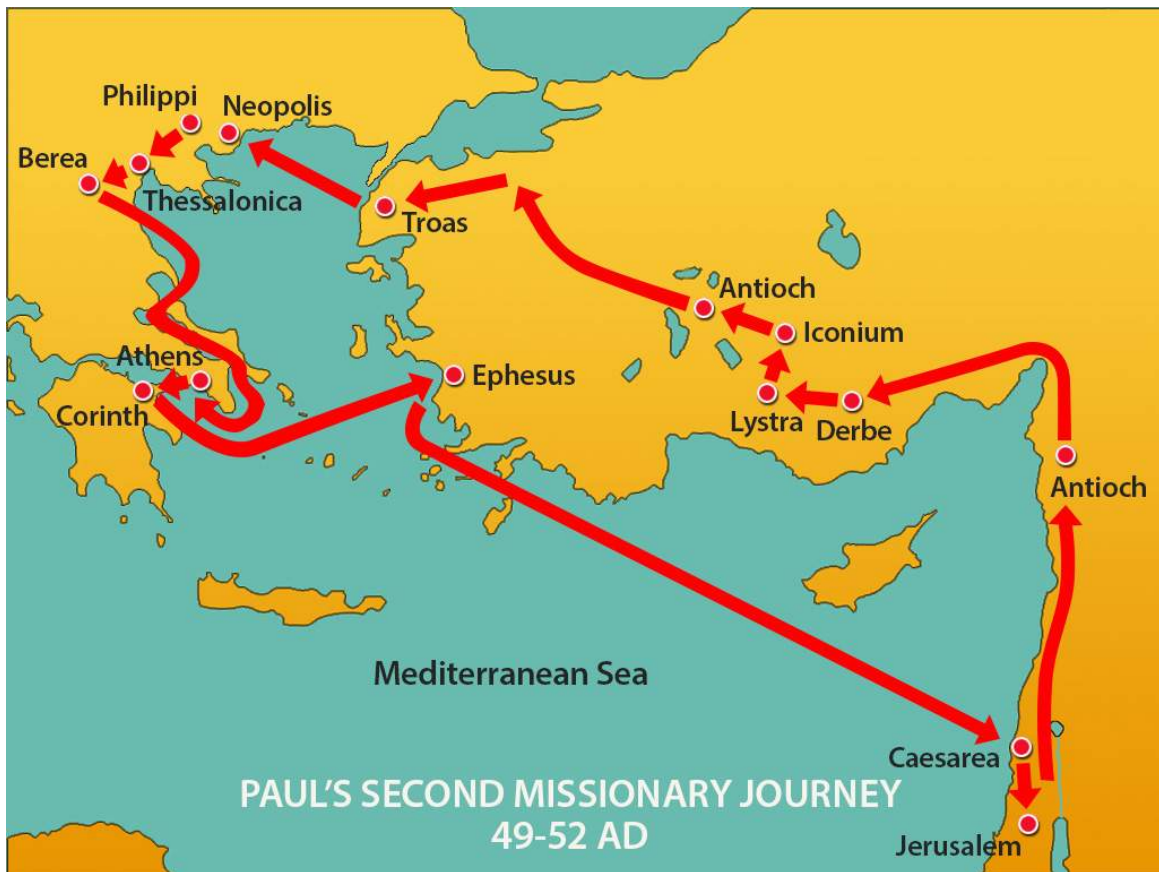 Philippi
Neopolis
Berea
Thessalonica
Troas
Antioch
Iconium
Athens
Ephesus
Corinth
Lystra
Derbe
Antioch
Mediterranean Sea
Caesarea
PAUL'S SECOND MISSIONARY JOURNEY
49-52 AD
Jerusalem